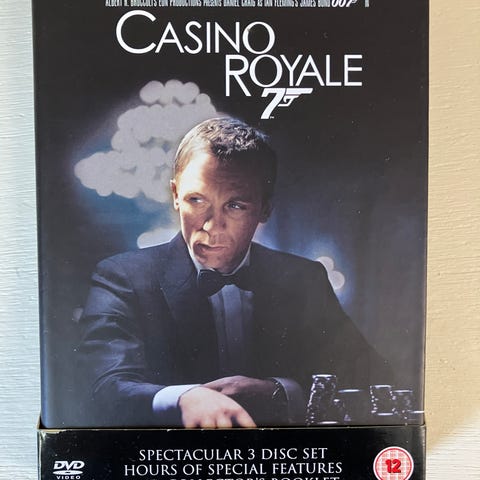 ALBERT R. BROCCOLI'S EON PRODUCTIONS PRESENTS DANIEL CRAIG AS IAN FLEMING'S JAMES BOND 007 IN
CASINO
ROYALE
007
SPECTACULAR 3 DISC SET
HOURS OF SPECIAL FEATURES
COLLECTOR'S BOOKLET
DVD
VIDEO
12